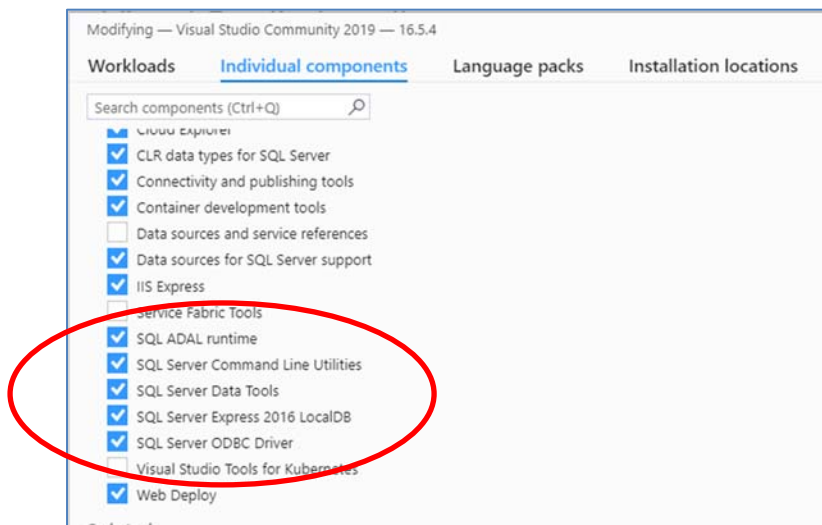 Modifying — Visual Studio Community 2019 — 16.5.4
Workloads Individual components Language packs Installation locations
Search components (Ctrl+Q)
Cloud Explorer
CLR data types for SQL Server
Connectivity and publishing tools
Container development tools
Data sources and service references
Data sources for SQL Server support
IIS Express
Service Fabric Tools
SQL ADAL runtime
SQL Server Command Line Utilities
SQL Server Data Tools
SQL Server Express 2016 LocalDB
SQL Server ODBC Driver
Visual Studio Tools for Kubernetes
Web Deploy